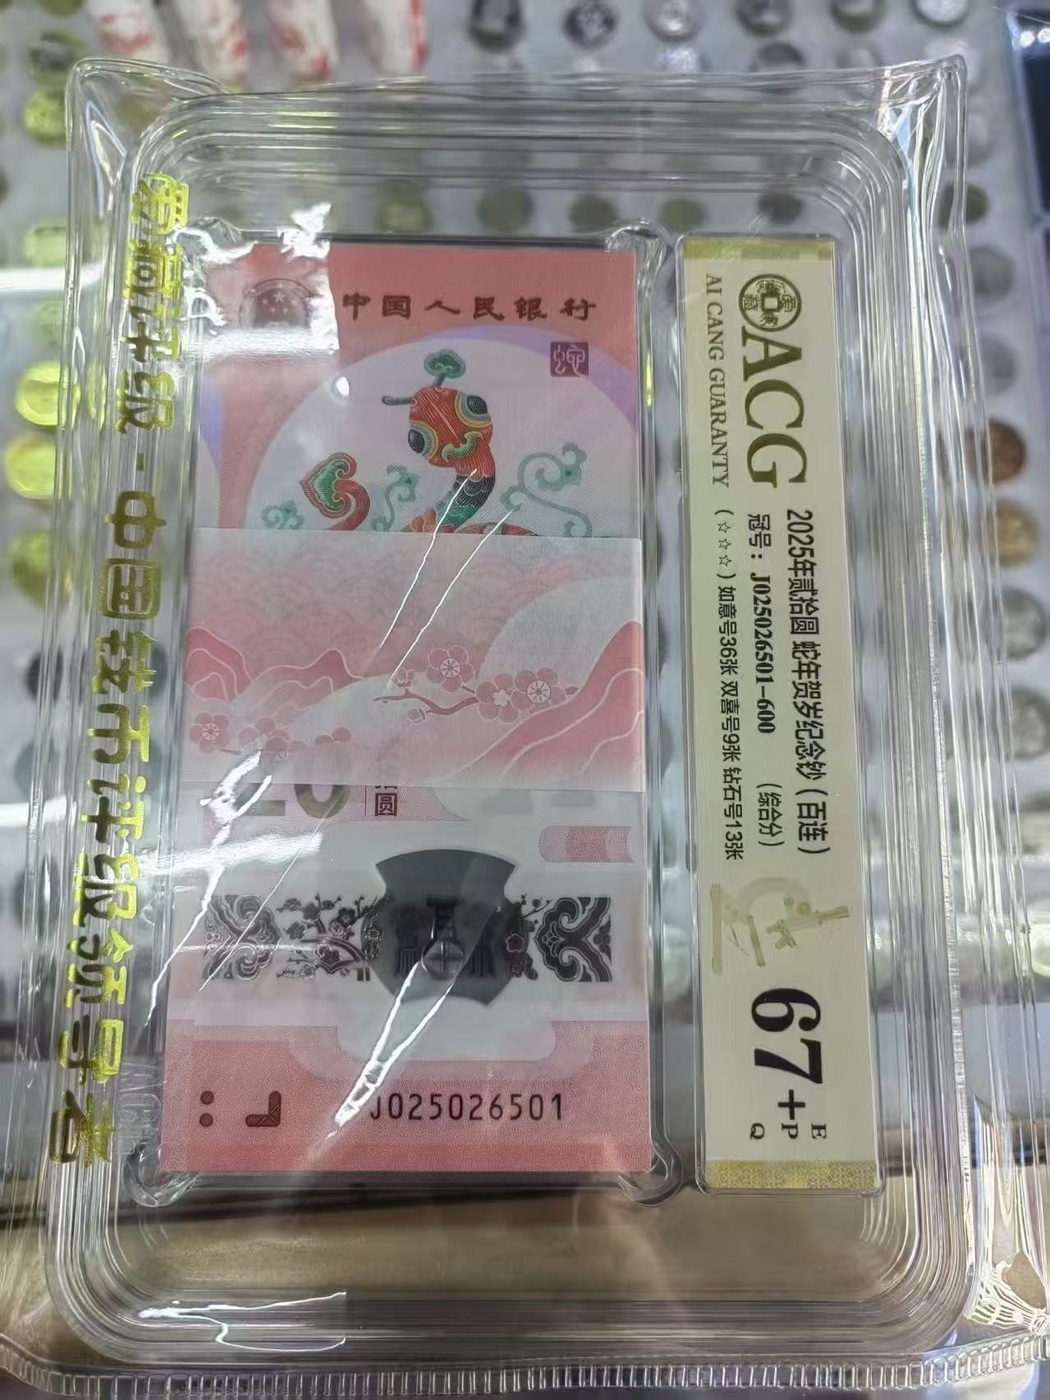 爱藏评级 - 中国钱币评级领导者
中国人民银行
圆
J025026501
ACG
AI CANG GUARANTY
2025年贰拾圆 蛇年贺岁纪念钞（百连）
冠号：J025026501-600 （综合分）
（☆☆☆）如意号36张 双喜号9张 钻石号13张
67+
E
P
Q